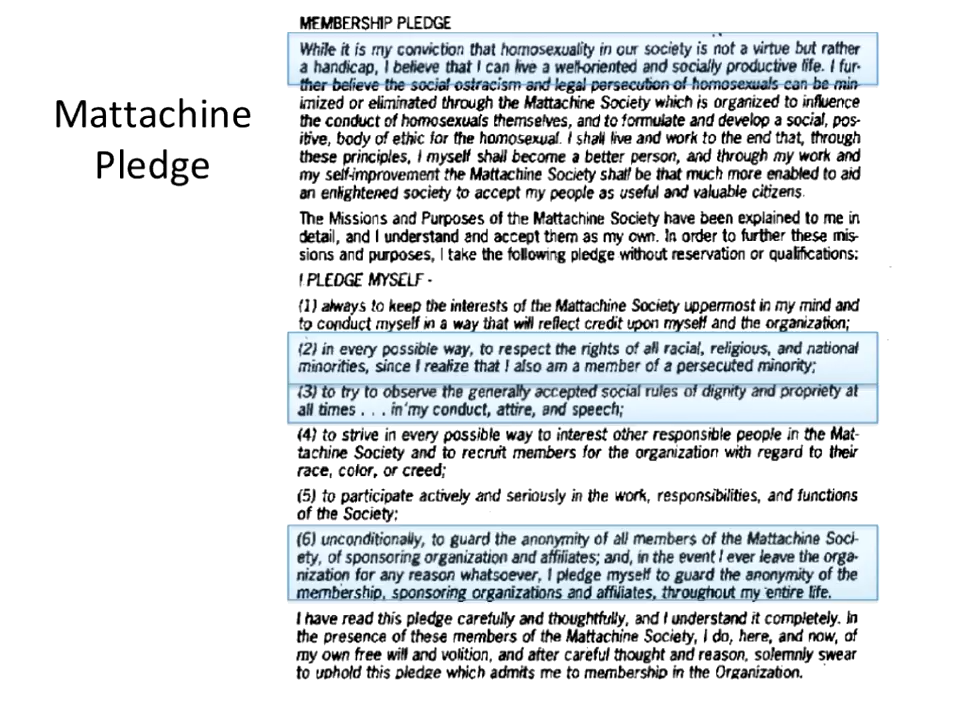 Mattachine
Pledge
MEMBERSHIP PLEDGE
While it is my conviction that homosexuality in our society is not a virtue but rather
a handicap, I believe that I can live a well-oriented and socially productive life. I fur-
ther believe the social ostracism and legal persecution of homosexuals can be min-
imized or eliminated through the Mattachine Society which is organized to influence
the conduct of homosexuals themselves, and to formulate and develop a social, pos-
itive, body of ethic for the homosexual. I shall live and work to the end that, through
these principles, I myself shall become a better person, and through my work and
my self-improvement the Mattachine Society shall be that much more enabled to aid
an enlightened society to accept my people as useful and valuable citizens.
The Missions and Purposes of the Mattachine Society have been explained to me in
detail, and I understand and accept them as my own. In order to further these mis-
sions and purposes, I take the following pledge without reservation or qualifications:
I PLEDGE MYSELF -
(1) always to keep the interests of the Mattachine Society uppermost in my mind and
to conduct myself in a way that will reflect credit upon myself and the organization;
(2) in every possible way, to respect the rights of all racial, religious, and national
minorities, since I realize that I also am a member of a persecuted minority;
(3) to try to observe the generally accepted social rules of dignity and propriety at
all times . . . in my conduct, attire, and speech;
(4) to strive in every possible way to interest other responsible people in the Mat-
tachine Society and to recruit members for the organization with regard to their
race, color, or creed;
(5) to participate actively and seriously in the work, responsibilities, and functions
of the Society;
(6) unconditionally, to guard the anonymity of all members of the Mattachine Soci-
ety, of sponsoring organization and affiliates; and, in the event I ever leave the orga-
nization for any reason whatsoever, I pledge myself to guard the anonymity of the
membership, sponsoring organizations and affiliates, throughout my entire life.
I have read this pledge carefully and thoughtfully, and I understand it completely. In
the presence of these members of the Mattachine Society, I do, here, and now, of
my own free will and volition, and after careful thought and reason, solemnly swear
to uphold this pledge which admits me to membership in the Organization.